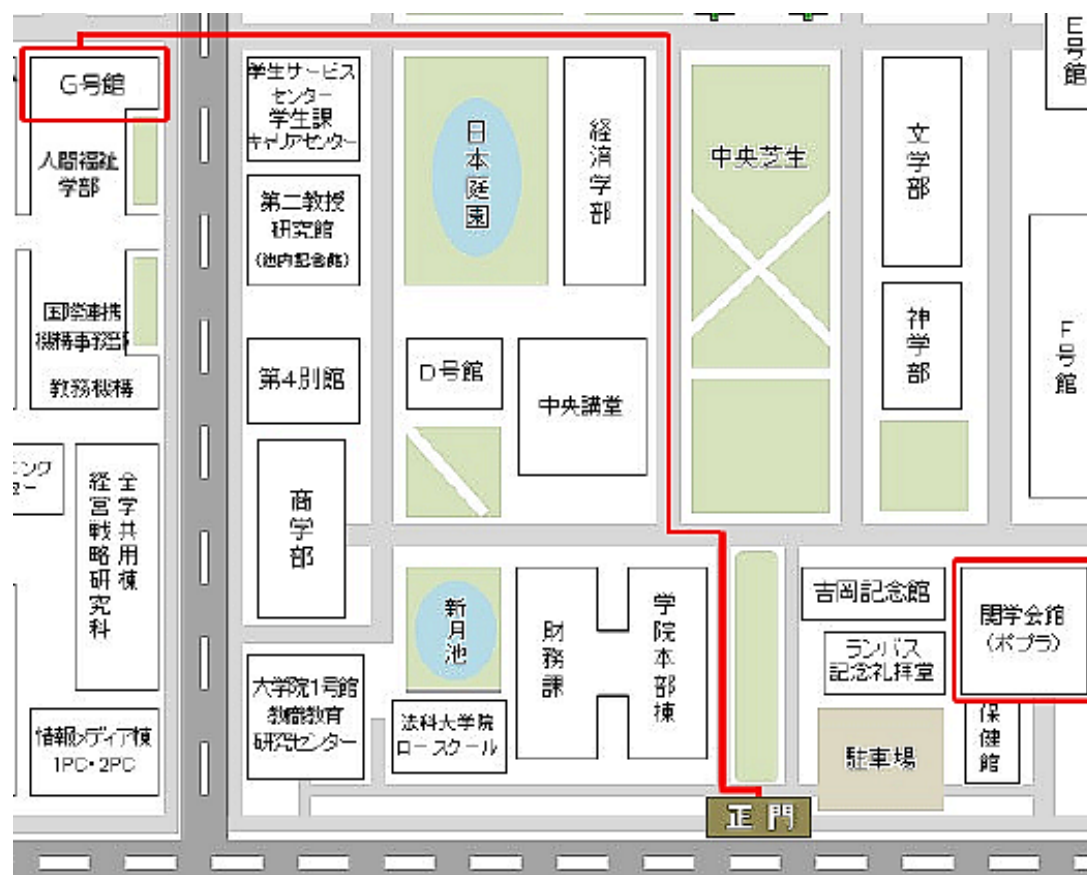 E号館
G号館
人間福祉
学部
国際連携
機構事務部
教務機構
全学共用棟
経営戦略研究科
情報メディア棟
1PC・2PC
学生サービス
センター
学生課
キャリアセンター
第二教授
研究館
(池内記念館)
第4別館
商学部
大学院1号館
教職教育
研究センター
日本庭園
経済学部
D号館
中央講堂
新月池
法科大学院
ロースクール
財務課
学院本部棟
中央芝生
文学部
神学部
F号館
吉岡記念館
ランバス
記念礼拝堂
関学会館
(ポプラ)
保健館
駐車場
正門